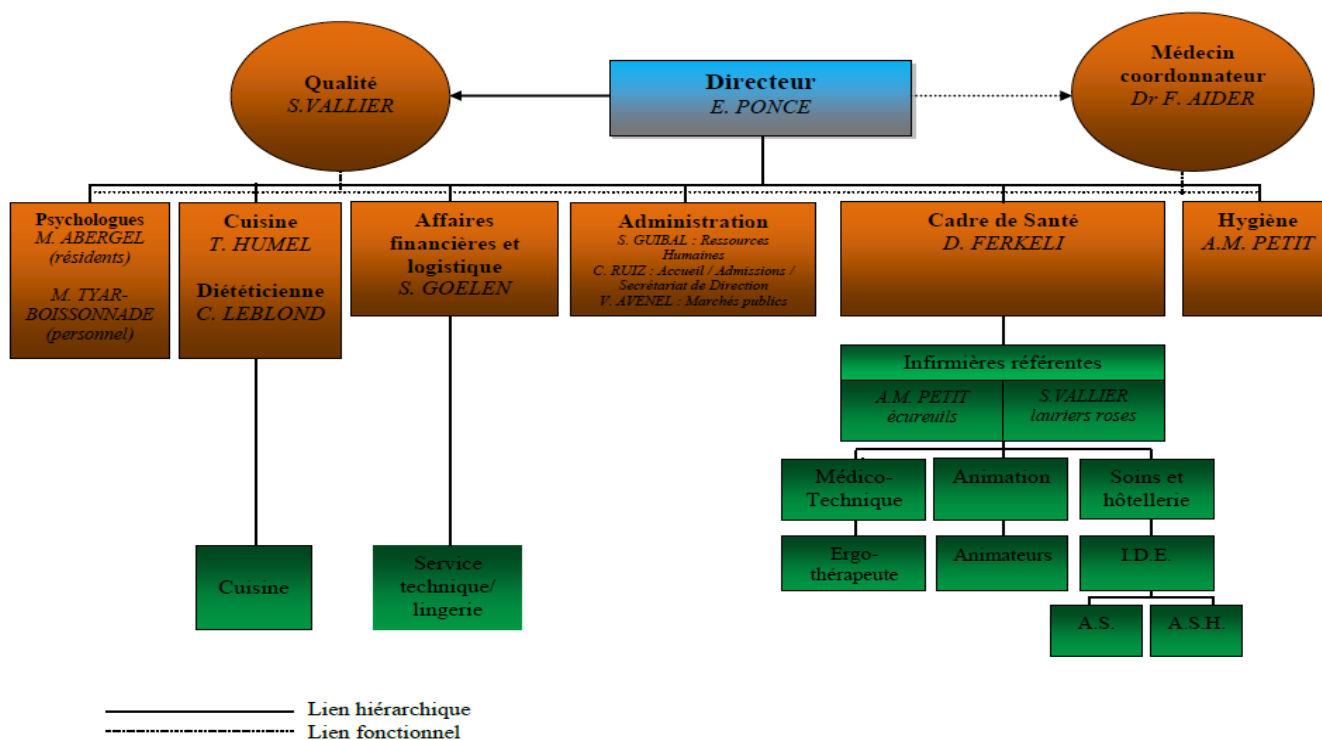 Qualité
S.VALLIER
Directeur
E. PONCE
Médecin
coordonnateur
Dr F. AIDER
Psychologues
M. ABERGEL
(résidents)
M. TYAR-
BOISSONNADE
(personnel)
Cuisine
T. HUMEL
Diététicienne
C. LEBLOND
Affaires
financières et
logistique
S. GOELEN
Administration
S. GUIBAL : Ressources
Humaines
C. RUIZ : Accueil / Admissions /
Secrétariat de Direction
V. AVENEL : Marchés publics
Cadre de Santé
D. FERKELI
Hygiène
A.M. PETIT
Infirmières référentes
A.M. PETIT
écureuils
S.VALLIER
lauriers roses
Médico-
Technique
Animation
Soins et
hôtellerie
Ergo-
thérapeute
Animateurs
I.D.E.
A.S.
A.S.H.
Cuisine
Service
technique/
lingerie
Lien hiérarchique
Lien fonctionnel